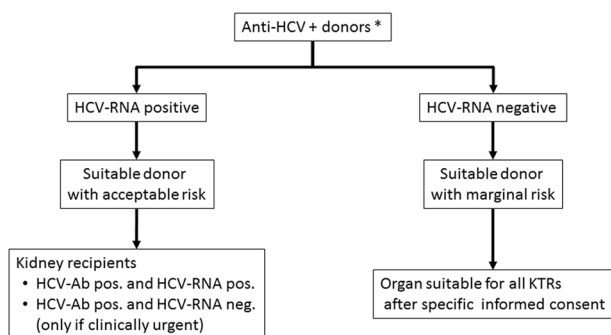 Anti-HCV + donors *
HCV-RNA positive
HCV-RNA negative
Suitable donor
with acceptable risk
Suitable donor
with marginal risk
Kidney recipients
• HCV-Ab pos. and HCV-RNA pos.
• HCV-Ab pos. and HCV-RNA neg.
(only if clinically urgent)
Organ suitable for all KTRs
after specific informed consent